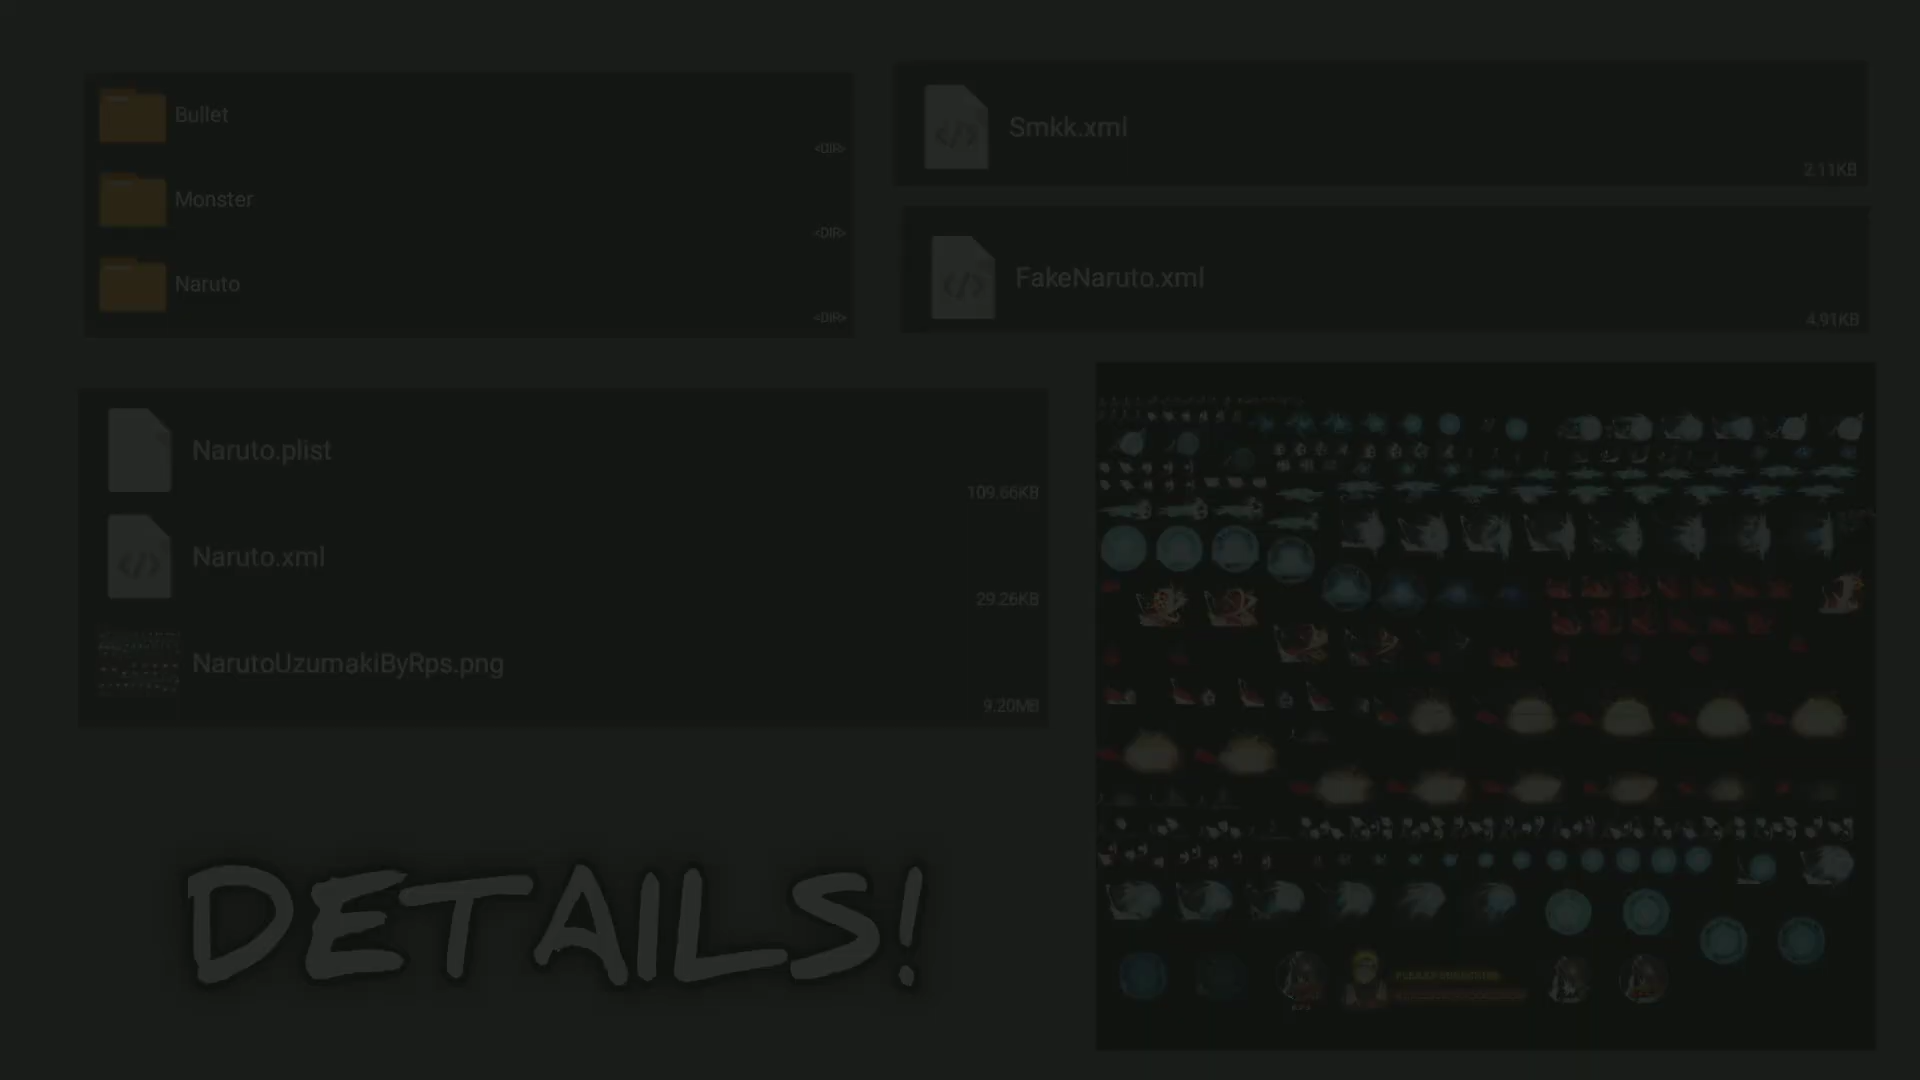 Bullet
<DIR>
Monster
<DIR>
Naruto
<DIR>
Smkk.xml
2.11KB
FakeNaruto.xml
4.91KB
Naruto.plist
109.66KB
Naruto.xml
29.26KB
NarutoUzumakiByRps.png
9.20MB
DETAILS!